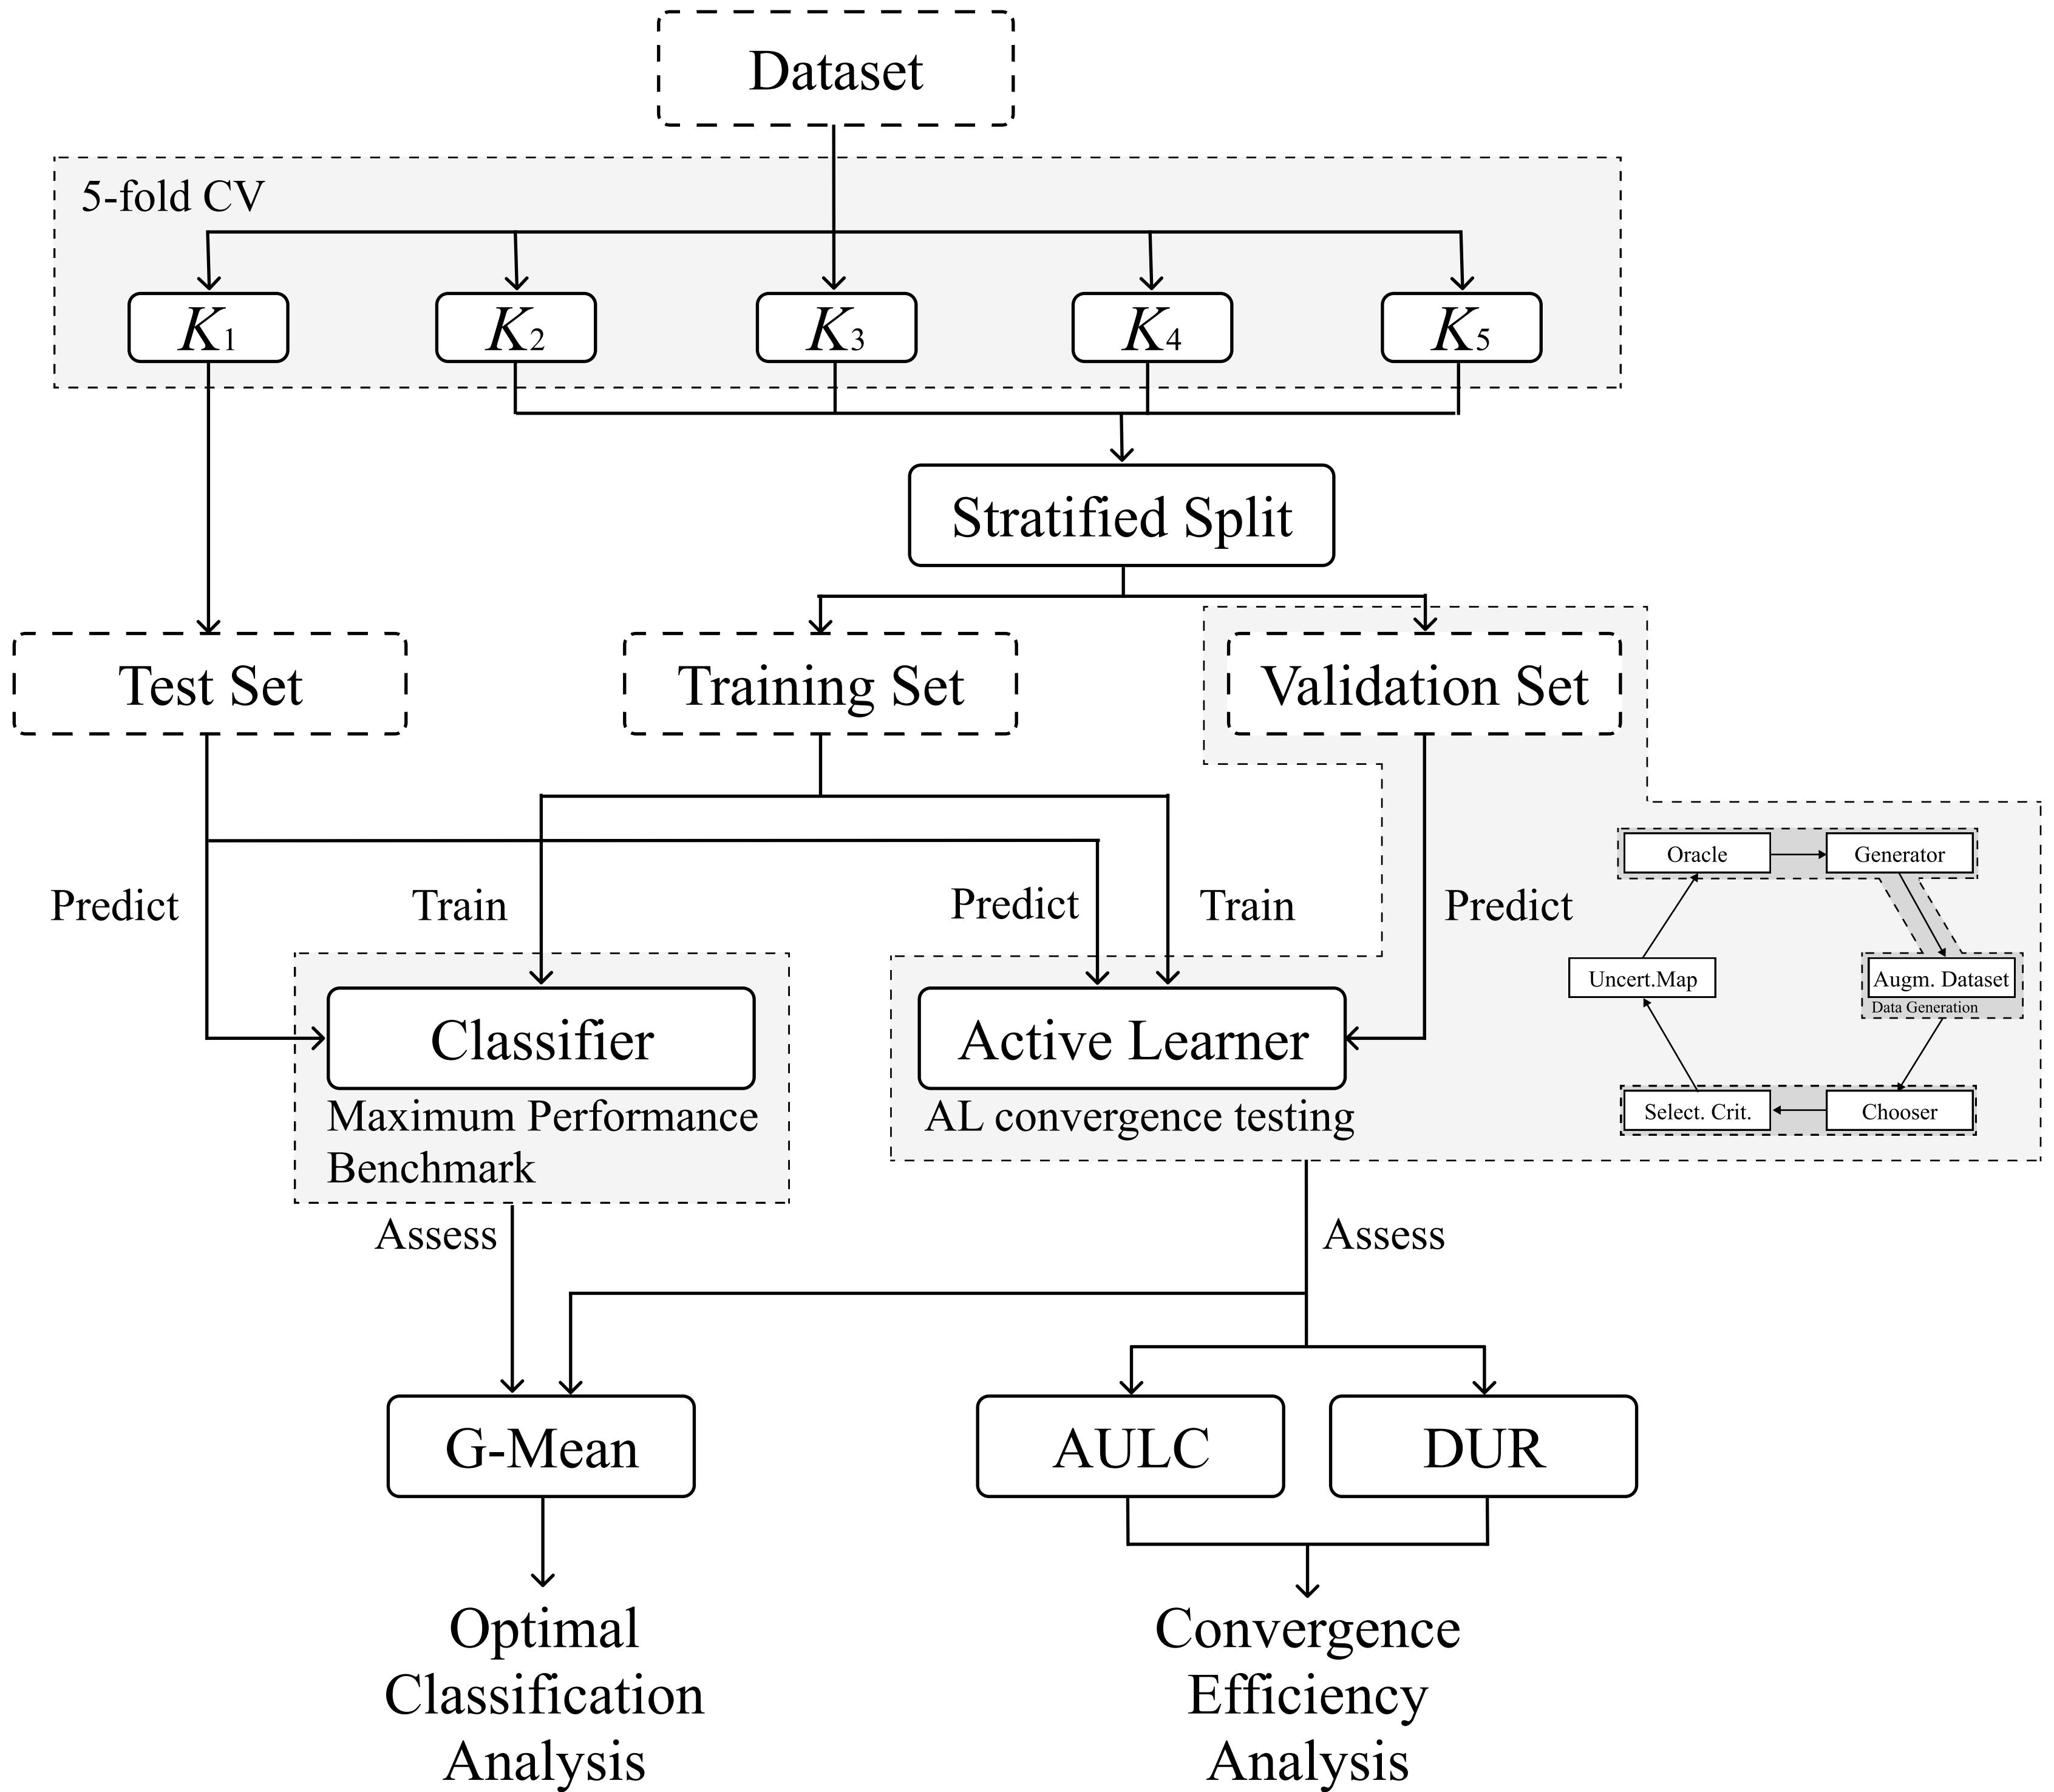 Dataset
5-fold CV
K1 K2 K3 K4 K5
Stratified Split
Test Set Training Set Validation Set
Oracle Generator
Predict Train Predict Train Predict
Uncert.Map Augm. Dataset
Data Generation
Classifier Active Learner
Select. Crit. Chooser
Maximum Performance
Benchmark
AL convergence testing
Assess Assess
G-Mean AULC DUR
Optimal
Classification
Analysis
Convergence
Efficiency
Analysis